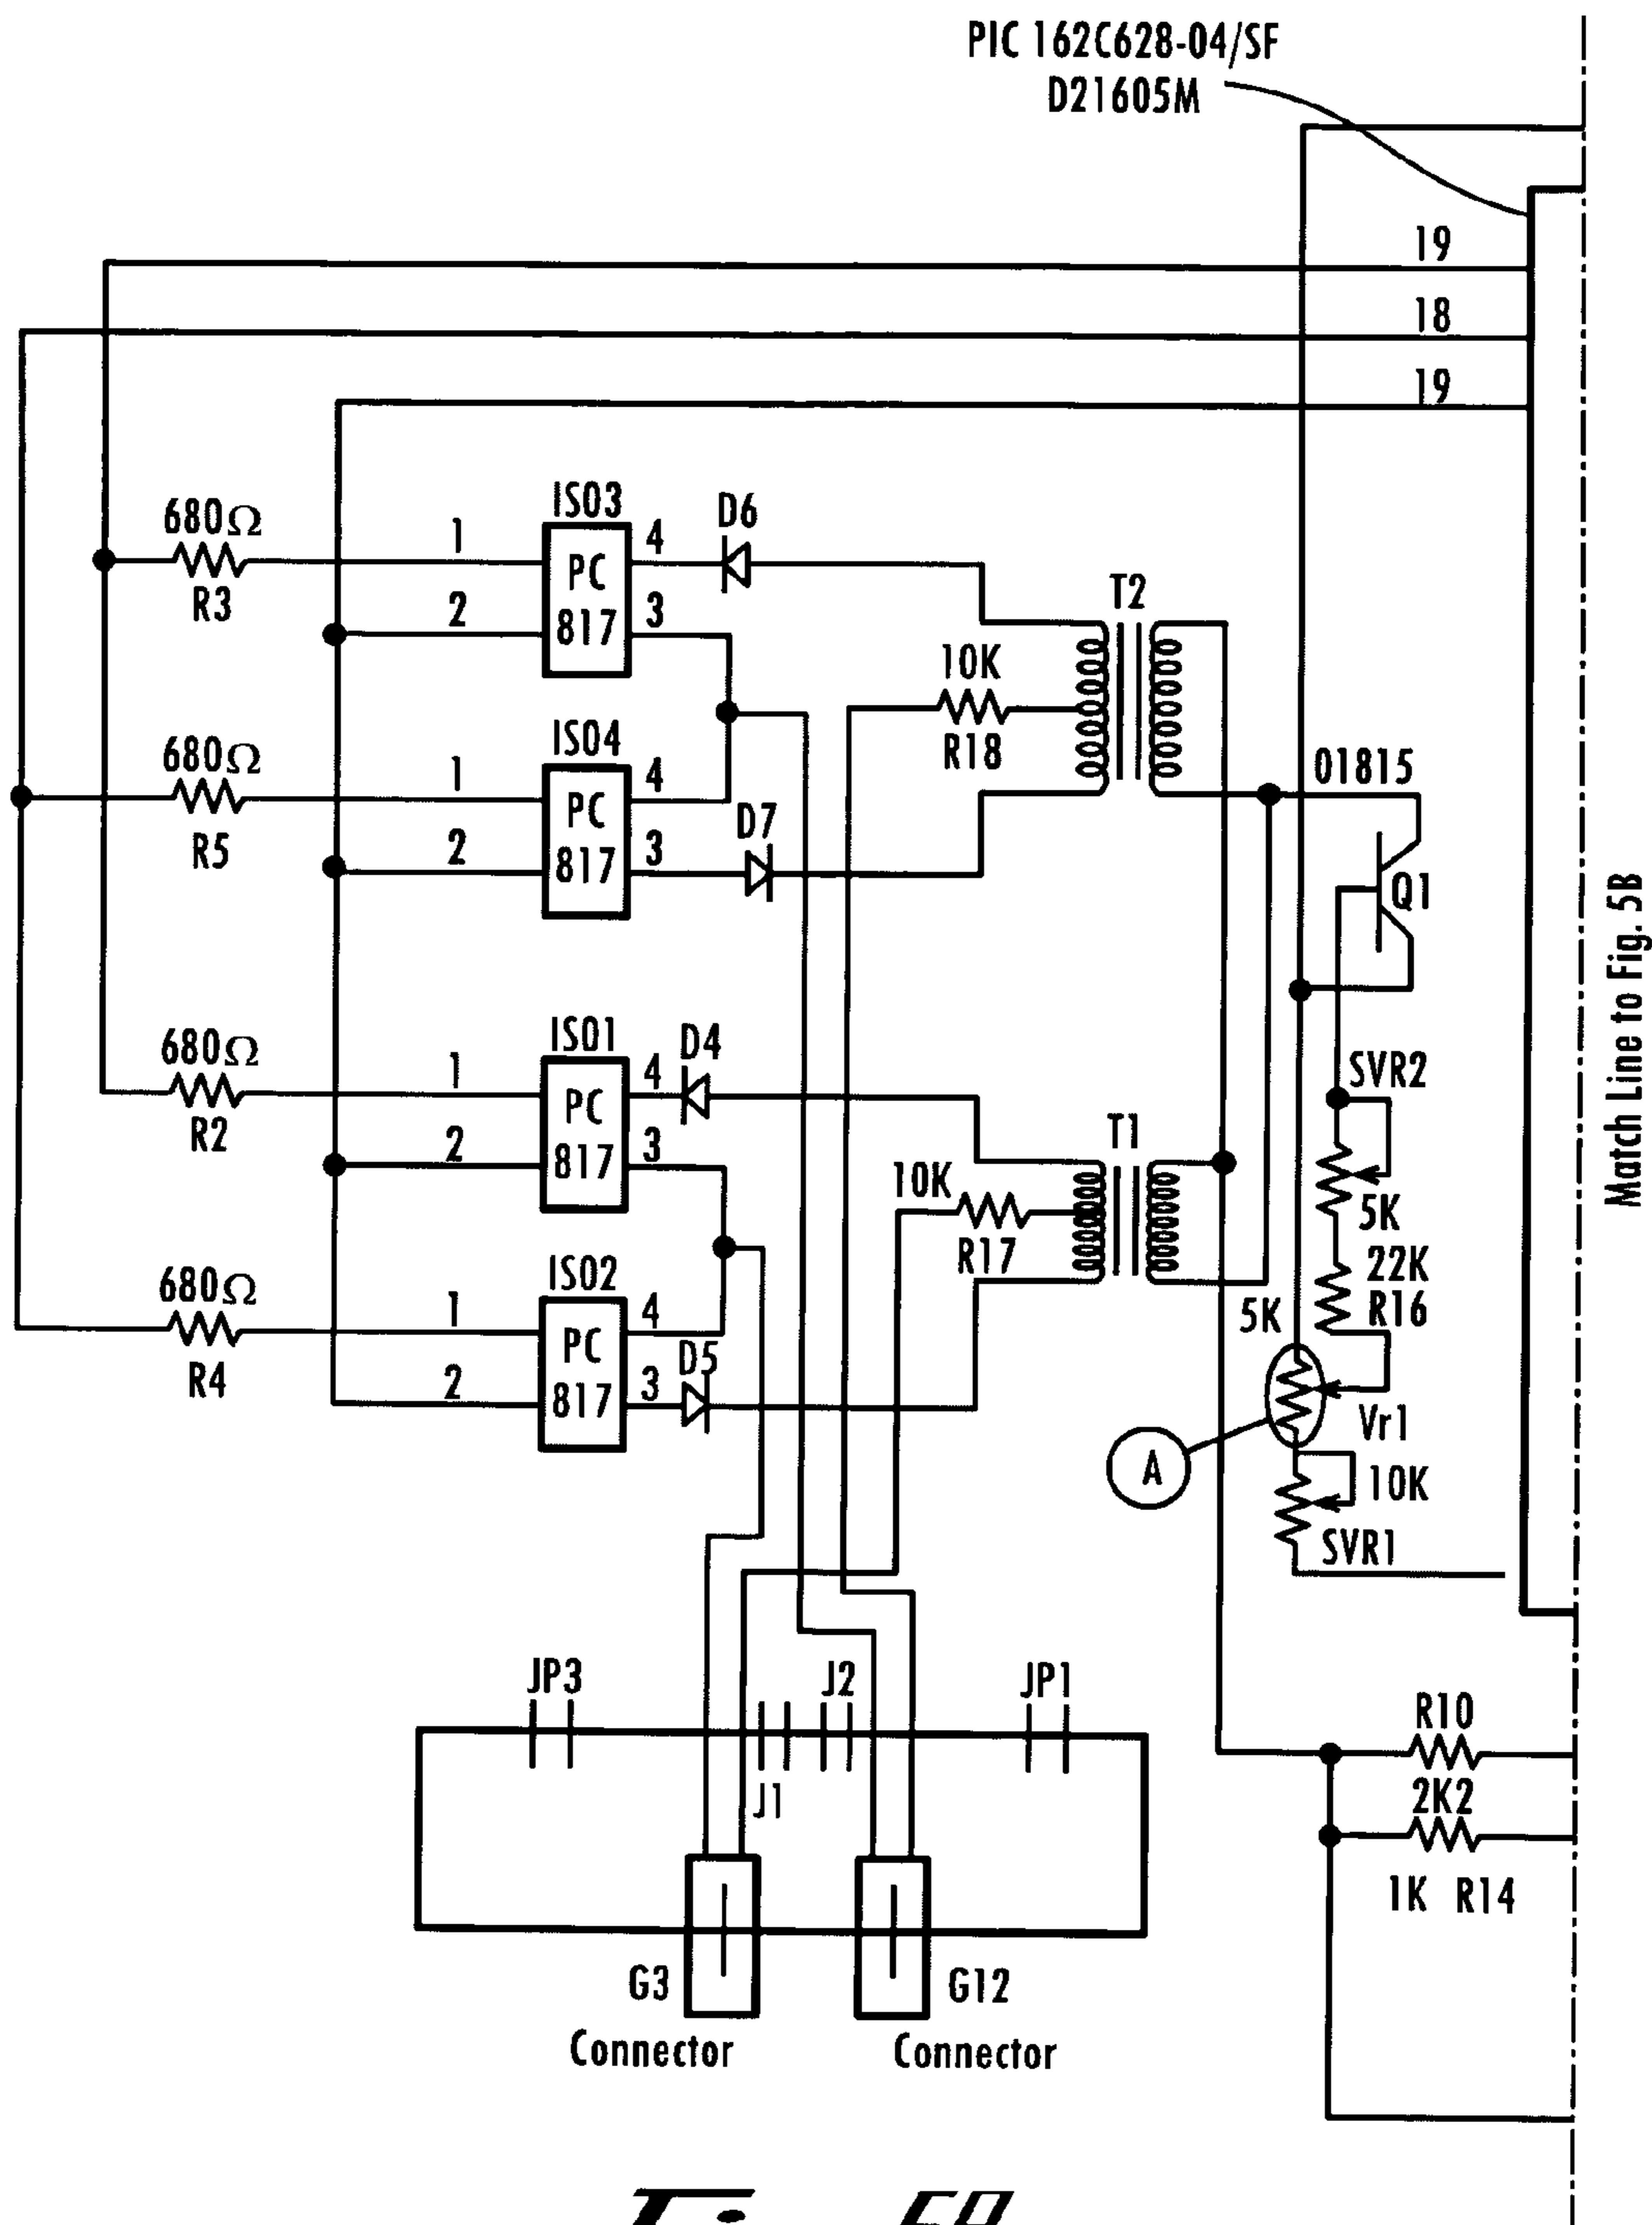 PIC 162C628-04/SF
D21605M
19
18
19
680Ω
R3
1
2
IS03
PC
817
4
3
D6
T2
10K
R18
680Ω
R5
1
2
IS04
PC
817
4
3
D7
01815
Q1
680Ω
R2
1
2
IS01
PC
817
4
3
D4
T1
10K
R17
SVR2
5K
22K
R16
680Ω
R4
1
2
IS02
PC
817
4
3
D5
5K
Vr1
A
10K
SVR1
Match Line to Fig. 5B
JP3
J2
JP1
J1
R10
2K2
1K R14
G3
G12
Connector
Connector